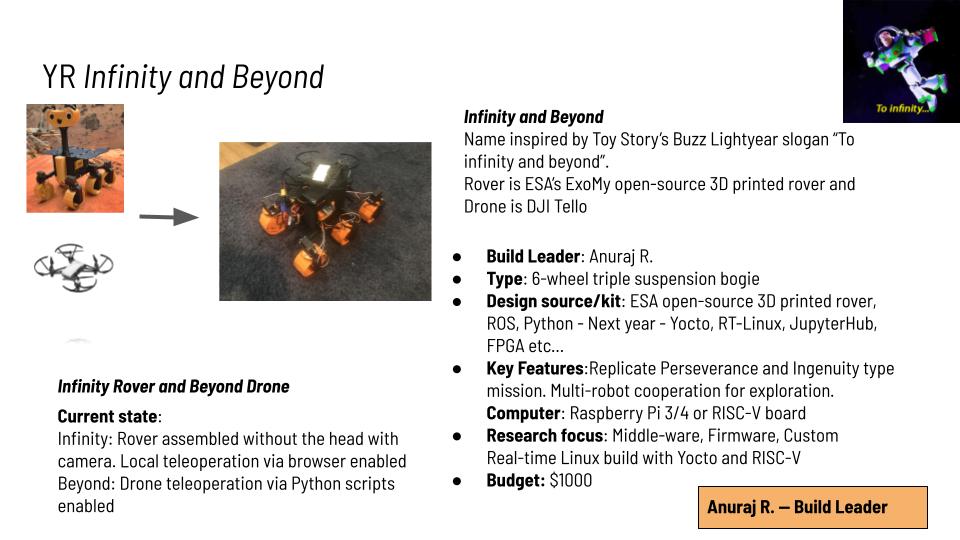 YR Infinity and Beyond
To infinity...
Infinity and Beyond
Name inspired by Toy Story’s Buzz Lightyear slogan “To
infinity and beyond”.
Rover is ESA’s ExoMy open-source 3D printed rover and
Drone is DJI Tello
● Build Leader: Anuraj R.
● Type: 6-wheel triple suspension bogie
● Design source/kit: ESA open-source 3D printed rover,
ROS, Python - Next year - Yocto, RT-Linux, JupyterHub,
FPGA etc...
● Key Features:Replicate Perseverance and Ingenuity type
mission. Multi-robot cooperation for exploration.
Computer: Raspberry Pi 3/4 or RISC-V board
● Research focus: Middle-ware, Firmware, Custom
Real-time Linux build with Yocto and RISC-V
● Budget: $1000
Infinity Rover and Beyond Drone
Current state:
Infinity: Rover assembled without the head with
camera. Local teleoperation via browser enabled
Beyond: Drone teleoperation via Python scripts
enabled
Anuraj R. – Build Leader